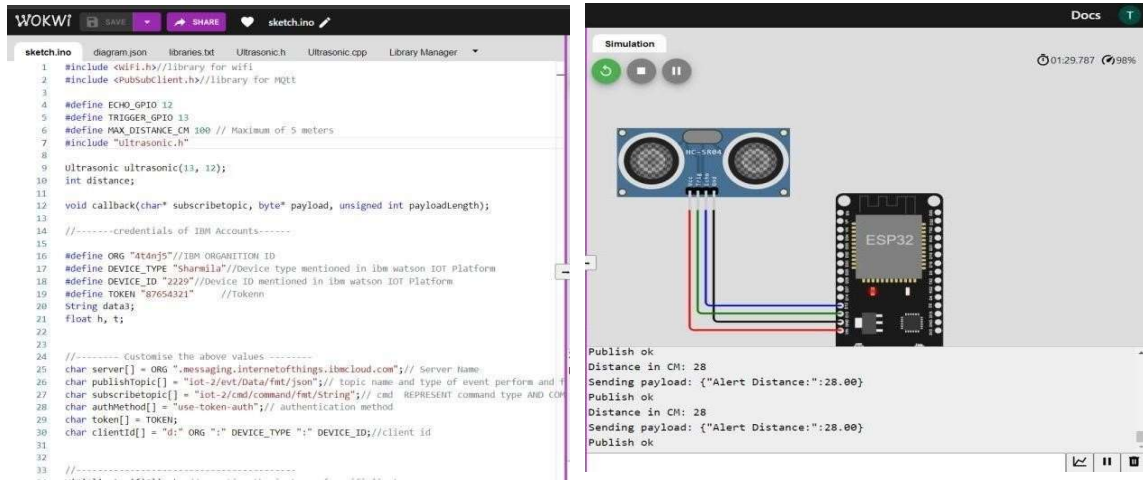 WOKWi SAVE SHARE sketch.ino
sketch.ino diagram.json libraries.txt Ultrasonic.h Ultrasonic.cpp Library Manager
1 #include <WiFi.h>//library for wifi
2 #include <PubSubClient.h>//library for MQtt
3
4 #define ECHO_GPIO 12
5 #define TRIGGER_GPIO 13
6 #define MAX_DISTANCE_CM 100 // Maximum of 5 meters
7 #include "Ultrasonic.h"
8
9 Ultrasonic ultrasonic(13, 12);
10 int distance;
11
12 void callback(char* subscribetopic, byte* payload, unsigned int payloadLength);
13
14 //-------credentials of IBM Accounts------
15
16 #define ORG "4t4nj5"//IBM ORGANITION ID
17 #define DEVICE_TYPE "Sharmila"//Device type mentioned in ibm watson IOT Platform
18 #define DEVICE_ID "2229"//Device ID mentioned in ibm watson IOT Platform
19 #define TOKEN "87654321" //Tokenn
20 String data3;
21 float h, t;
22
23
24 //-------- Customise the above values --------
25 char server[] = ORG ".messaging.internetofthings.ibmcloud.com";// Server Name
26 char publishTopic[] = "iot-2/evt/Data/fmt/json";// topic name and type of event perform and f
27 char subscribetopic[] = "iot-2/cmd/command/fmt/String";// cmd REPRESENT command type AND COM
28 char authMethod[] = "use-token-auth";// authentication method
29 char token[] = TOKEN;
30 char clientId[] = "d:" ORG ":" DEVICE_TYPE ":" DEVICE_ID;//client id
31
32
33 //-----------------------------------------
Docs T
Simulation
01:29.787 98%
HC-SR04
Vcc Trig Echo Gnd
ESP32
Publish ok
Distance in CM: 28
Sending payload: {"Alert Distance:":28.00}
Publish ok
Distance in CM: 28
Sending payload: {"Alert Distance:":28.00}
Publish ok